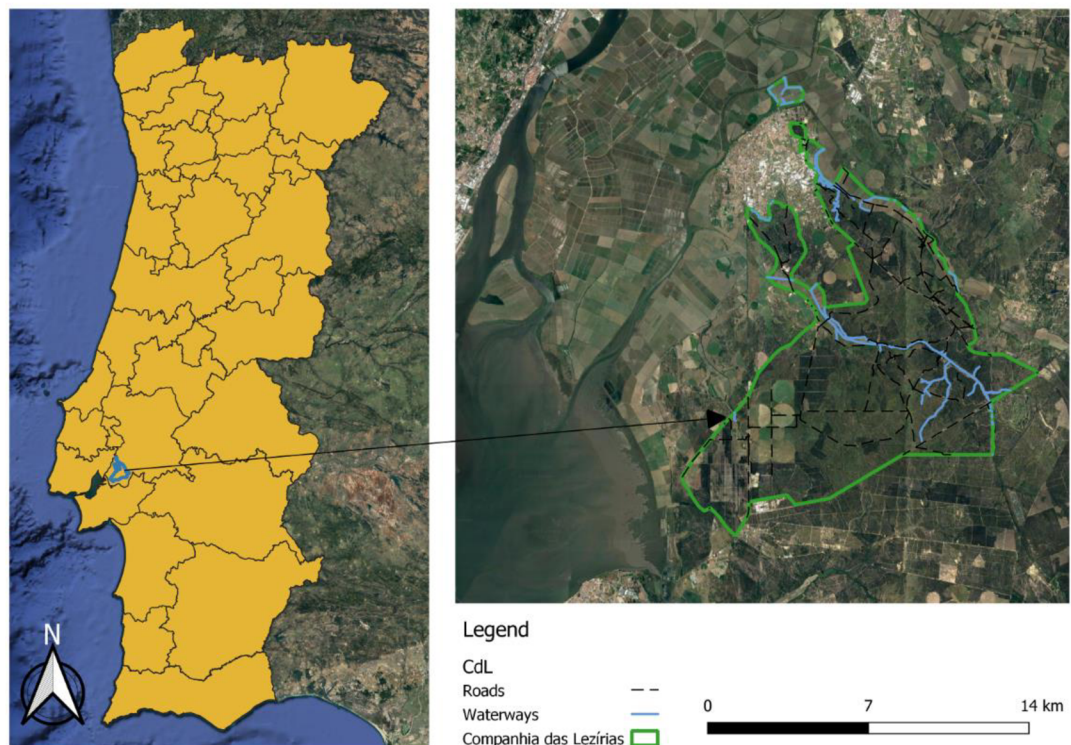 N
Legend
CdL
Roads
Waterways
Companhia das Lezírias
0 7 14 km